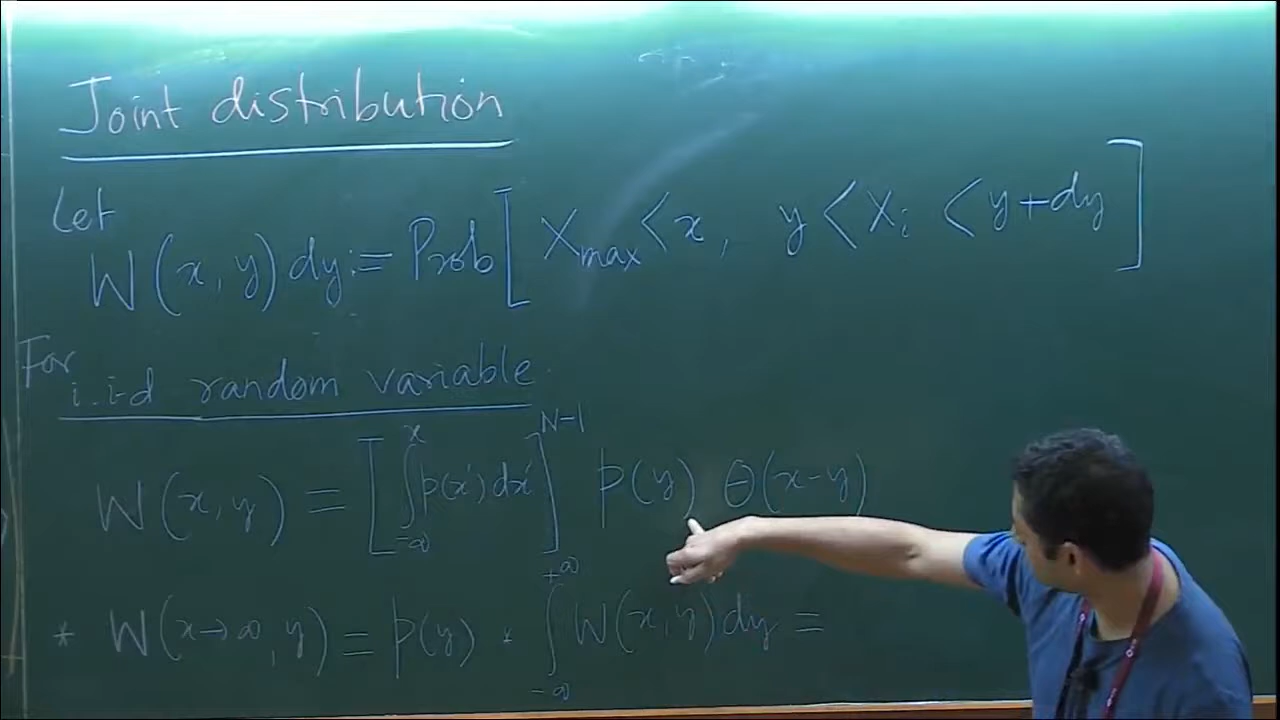 Joint distribution
Let
W(x, y) dy := Prob[ X_max < x, y < X_i < y + dy ]
For
i.i.d random variable.
W(x, y) = [ ∫_{-∞}^{x} p(x') dx' ]^{N-1} p(y) Θ(x-y)
* W(x→∞, y) = p(y) * ∫_{-∞}^{+∞} W(x, y) dy =